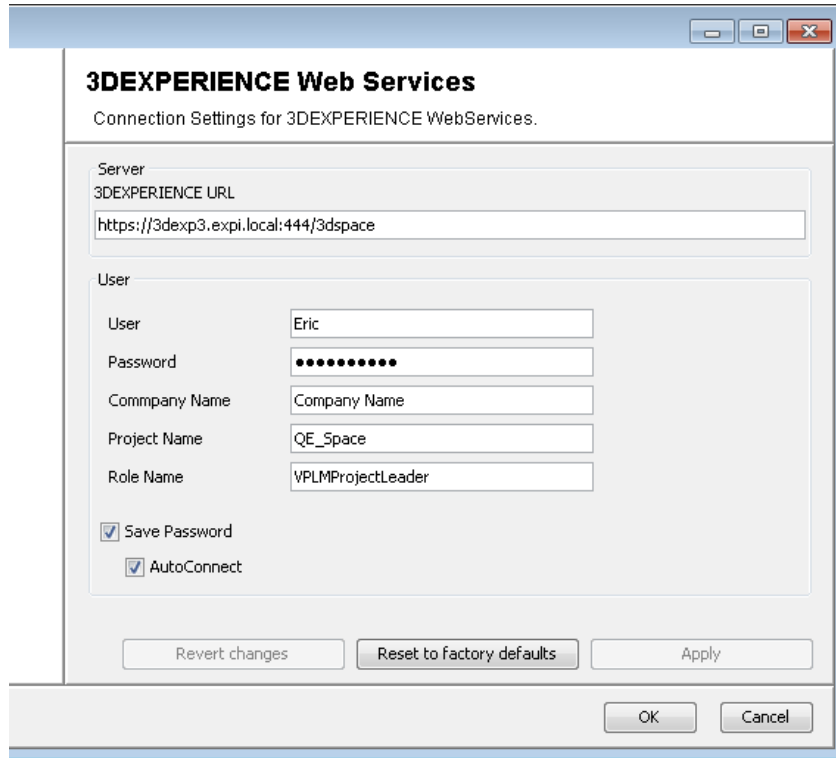 3DEXPERIENCE Web Services
Connection Settings for 3DEXPERIENCE WebServices.
Server
3DEXPERIENCE URL
https://3dexp3.expi.local:444/3dspace
User
User Eric
Password ●●●●●●●●●●
Commpany Name Company Name
Project Name QE_Space
Role Name VPLMProjectLeader
Save Password
AutoConnect
Revert changes Reset to factory defaults Apply
OK Cancel